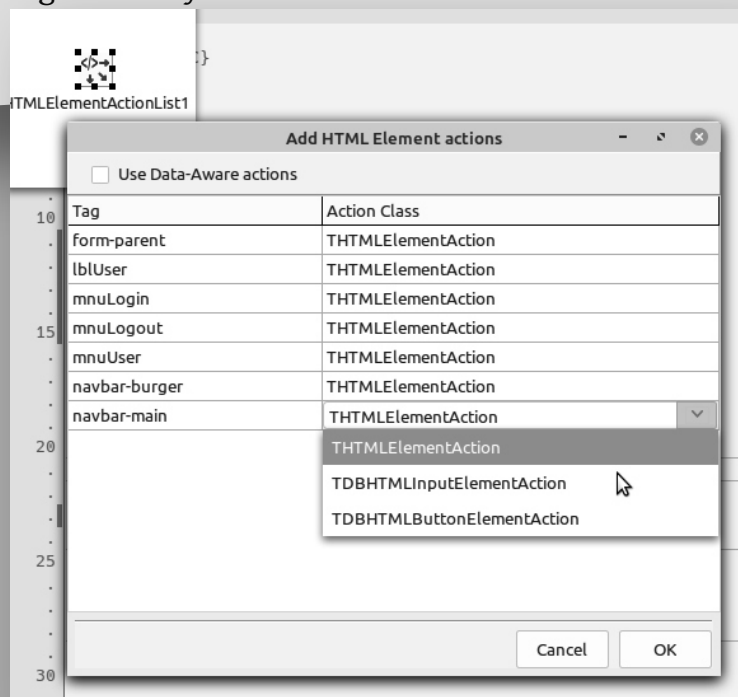 :}
HTMLElementActionList1
Add HTML Element actions
Use Data-Aware actions
Tag Action Class
form-parent THTMLElementAction
lblUser THTMLElementAction
mnuLogin THTMLElementAction
mnuLogout THTMLElementAction
mnuUser THTMLElementAction
navbar-burger THTMLElementAction
navbar-main THTMLElementAction
THTMLElementAction
TDBHTMLInputElementAction
TDBHTMLButtonElementAction
Cancel OK
10
15
20
25
30